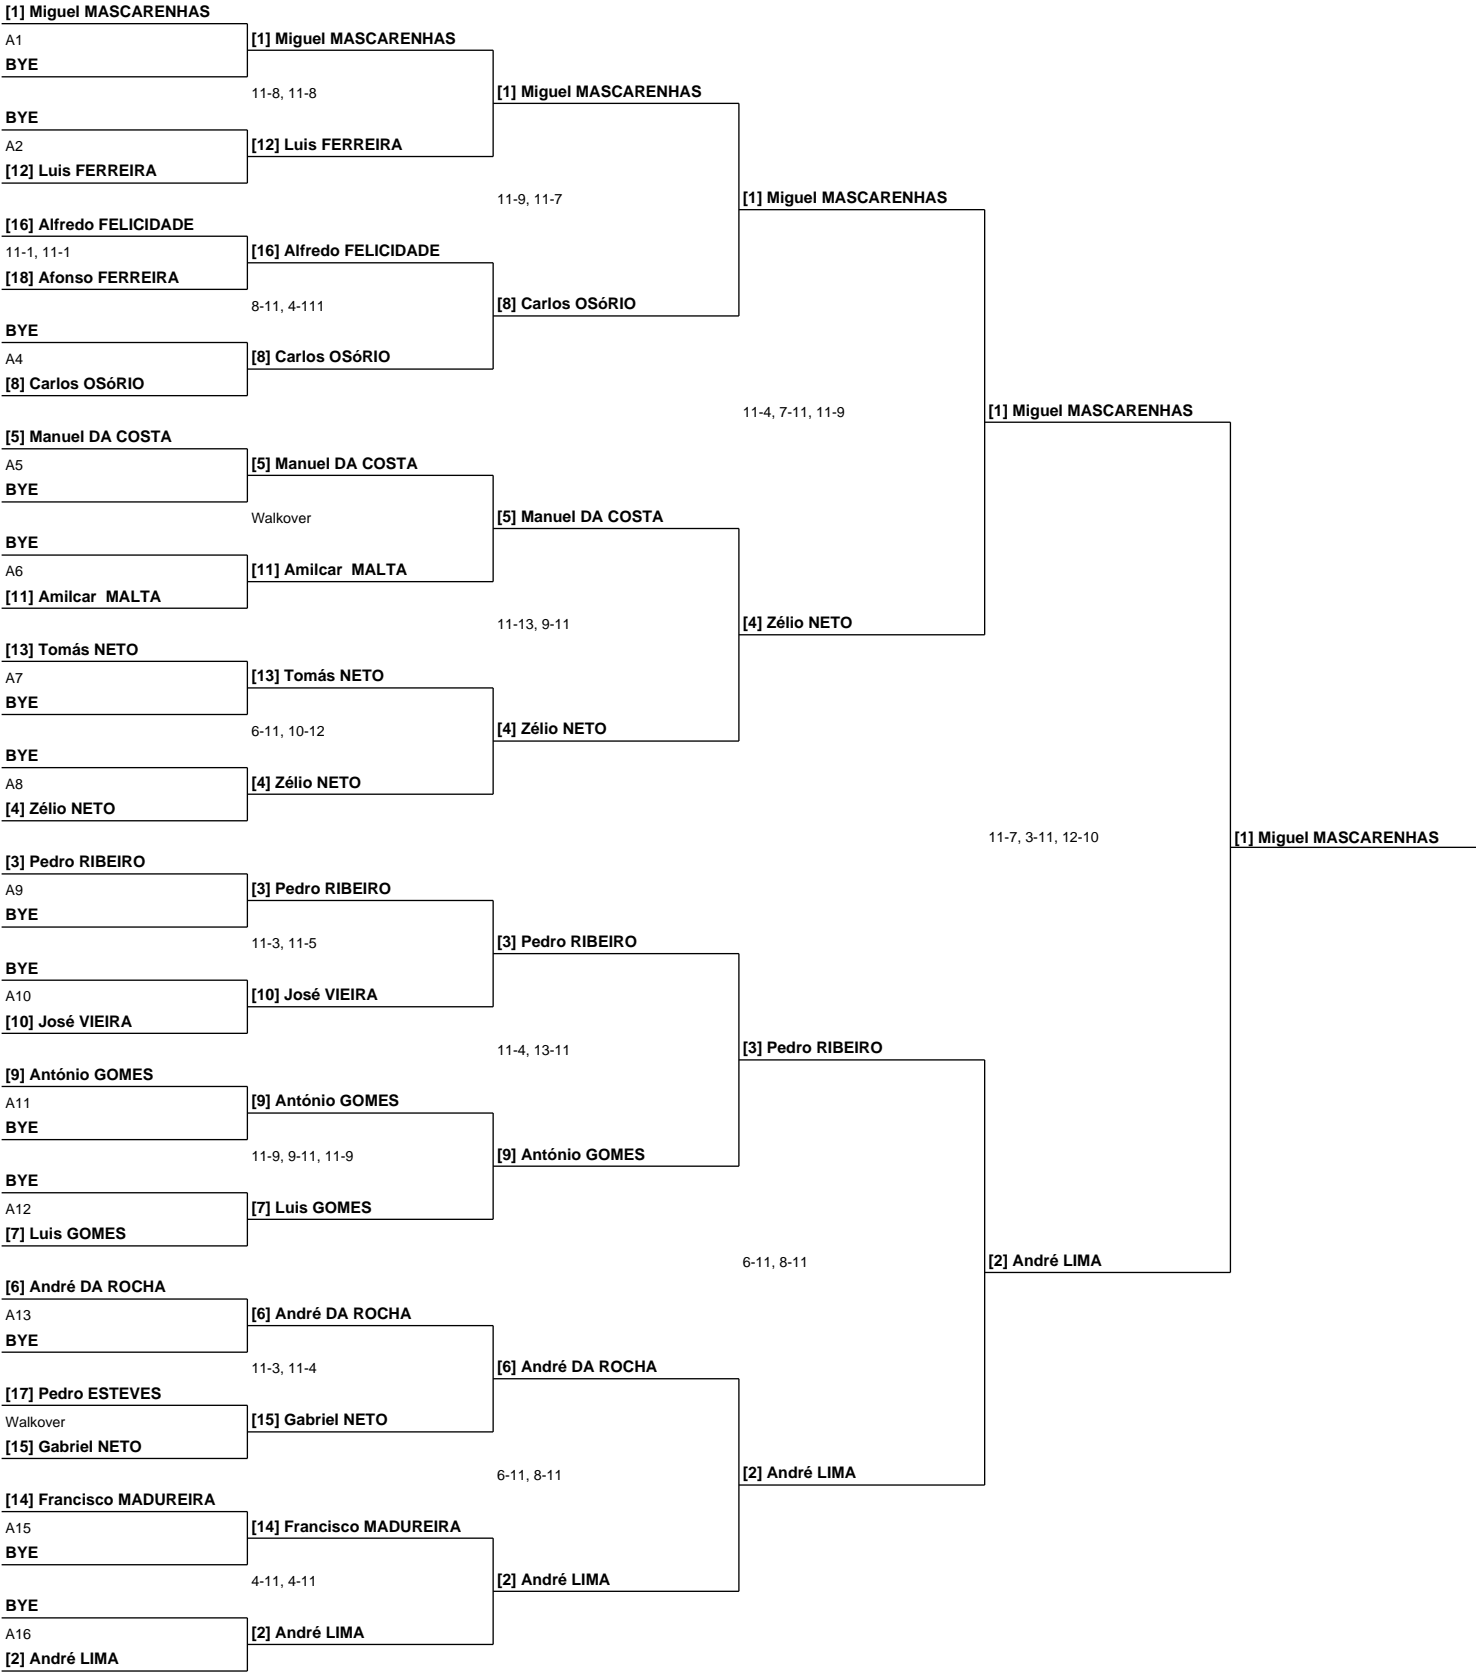 [1] Miguel MASCARENHAS
A1
BYE
BYE
A2
[12] Luis FERREIRA
[16] Alfredo FELICIDADE
11-1, 11-1
[18] Afonso FERREIRA
BYE
A4
[8] Carlos OSóRIO
[5] Manuel DA COSTA
A5
BYE
BYE
A6
[11] Amilcar  MALTA
[13] Tomás NETO
A7
BYE
BYE
A8
[4] Zélio NETO
[3] Pedro RIBEIRO
A9
BYE
BYE
A10
[10] José VIEIRA
[9] António GOMES
A11
BYE
BYE
A12
[7] Luis GOMES
[6] André DA ROCHA
A13
BYE
[17] Pedro ESTEVES
Walkover
[15] Gabriel NETO
[14] Francisco MADUREIRA
A15
BYE
BYE
A16
[2] André LIMA
[1] Miguel MASCARENHAS
11-8, 11-8
[12] Luis FERREIRA
[16] Alfredo FELICIDADE
8-11, 4-111
[8] Carlos OSóRIO
[5] Manuel DA COSTA
Walkover
[11] Amilcar  MALTA
[13] Tomás NETO
6-11, 10-12
[4] Zélio NETO
[3] Pedro RIBEIRO
11-3, 11-5
[10] José VIEIRA
[9] António GOMES
11-9, 9-11, 11-9
[7] Luis GOMES
[6] André DA ROCHA
11-3, 11-4
[15] Gabriel NETO
[14] Francisco MADUREIRA
4-11, 4-11
[2] André LIMA
[1] Miguel MASCARENHAS
11-9, 11-7
[8] Carlos OSóRIO
[5] Manuel DA COSTA
11-13, 9-11
[4] Zélio NETO
[3] Pedro RIBEIRO
11-4, 13-11
[9] António GOMES
[6] André DA ROCHA
6-11, 8-11
[2] André LIMA
[1] Miguel MASCARENHAS
11-4, 7-11, 11-9
[4] Zélio NETO
[3] Pedro RIBEIRO
6-11, 8-11
[2] André LIMA
[1] Miguel MASCARENHAS
11-7, 3-11, 12-10
[2] André LIMA
[1] Miguel MASCARENHAS